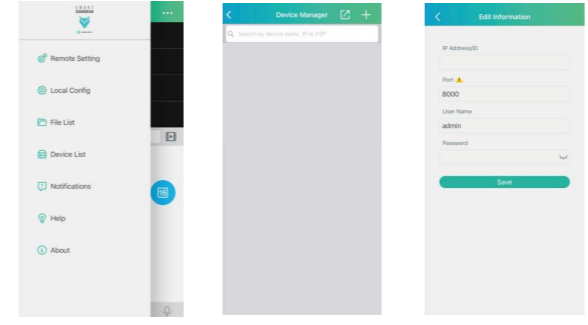 SMART
Remote Setting
Local Config
File List
Device List
Notifications
Help
About
16
Device Manager
Search by device name, IP or P2P
Edit Information
IP Address/ID
Port
8000
User Name
admin
Password
Save